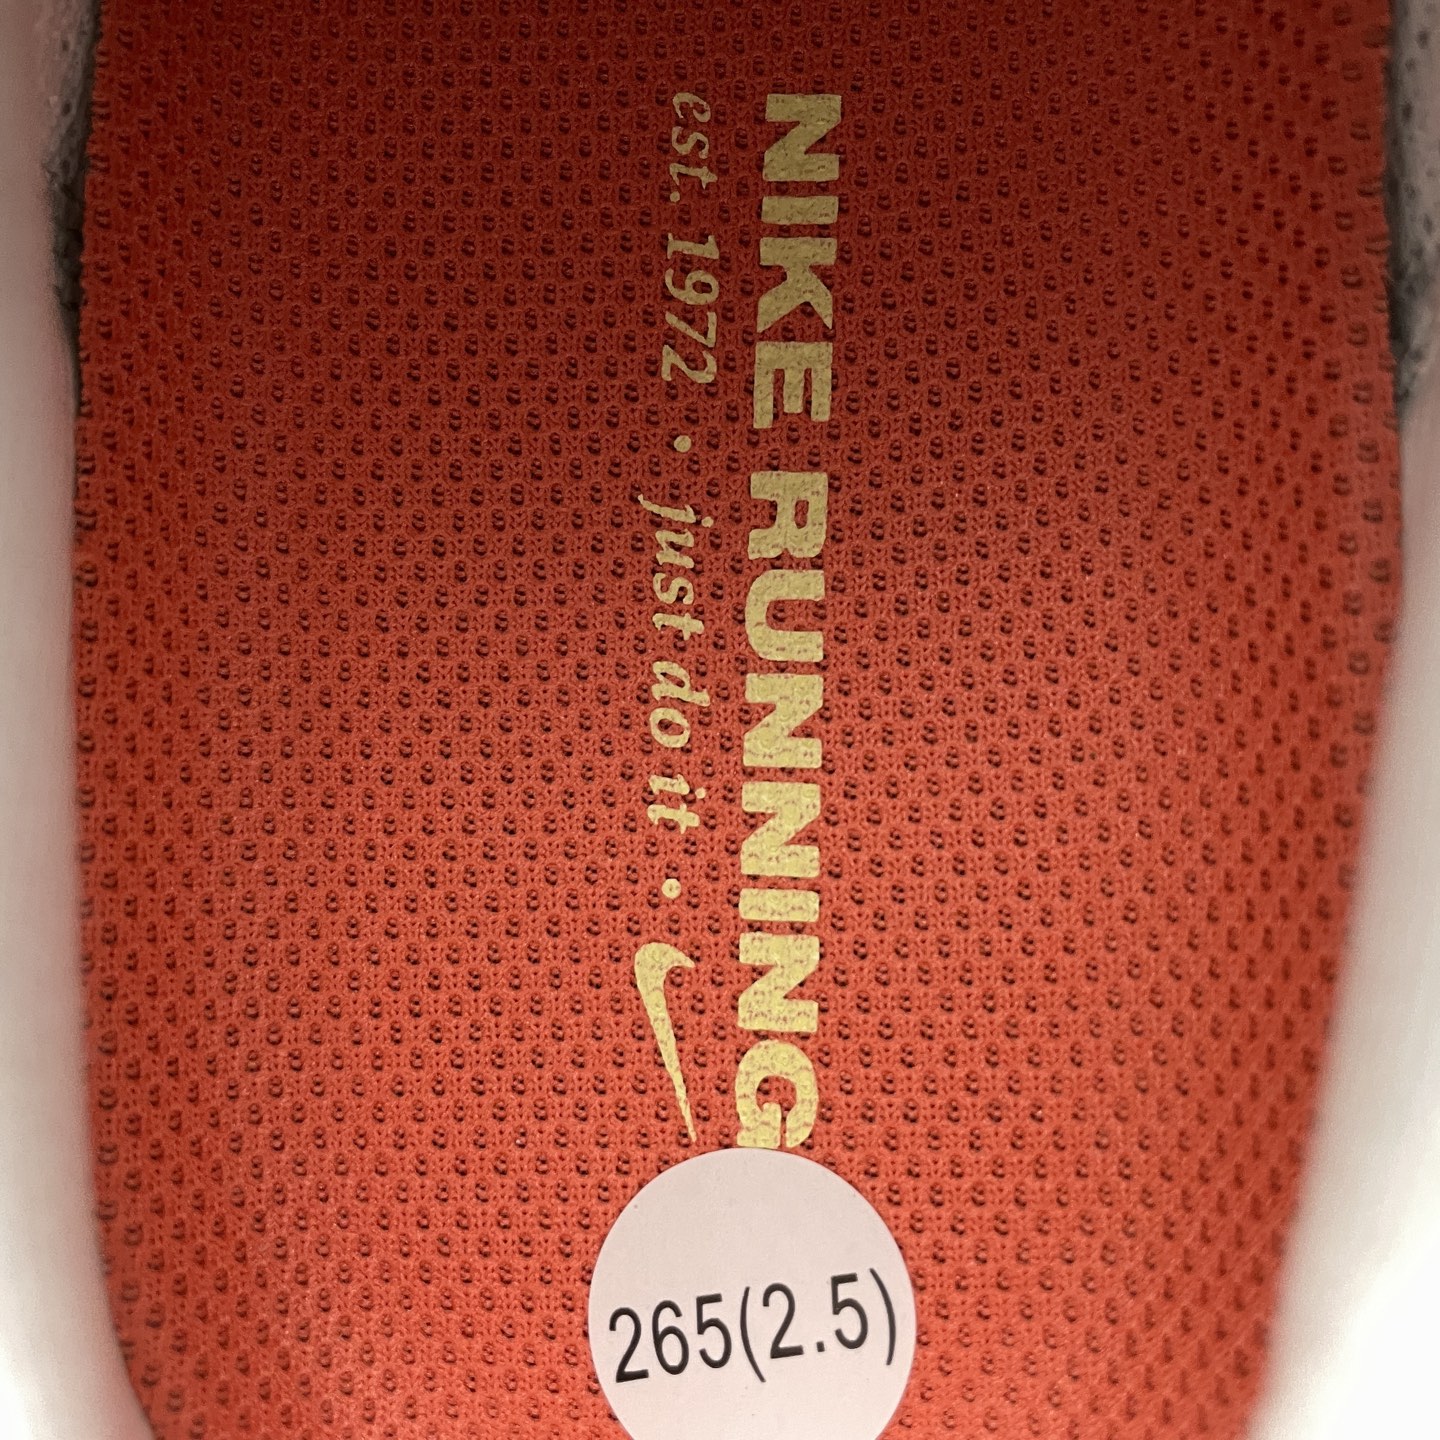 NIKE RUNNING
est. 1972 • just do it •
265(2.5)